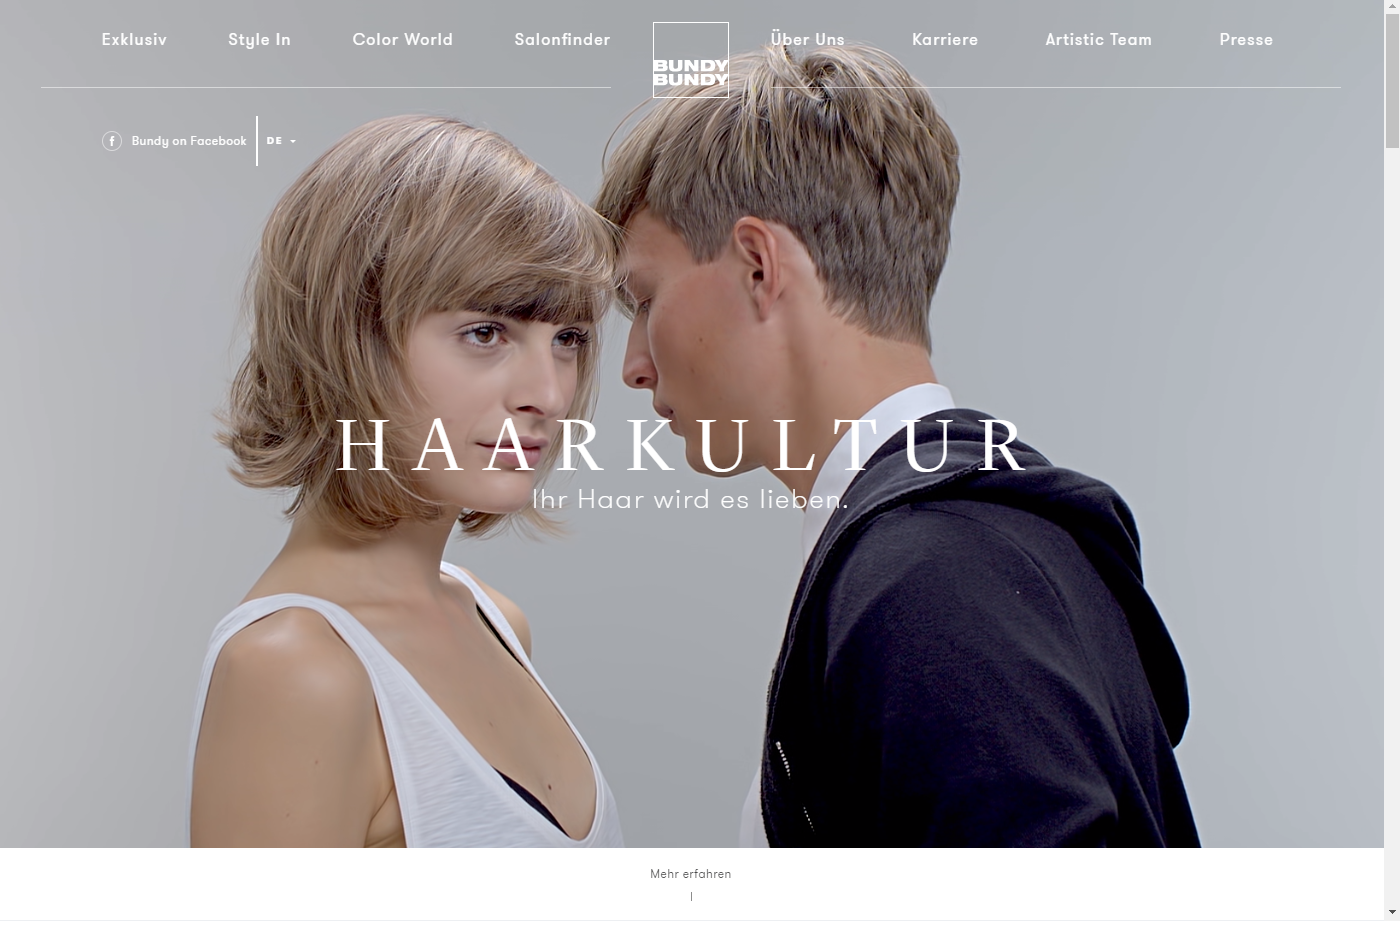 Exklusiv
Style In
Color World
Salonfinder
BUNDY
BUNDY
Über Uns
Karriere
Artistic Team
Presse
Bundy on Facebook
DE
HAARKULTUR
Ihr Haar wird es lieben.
Mehr erfahren